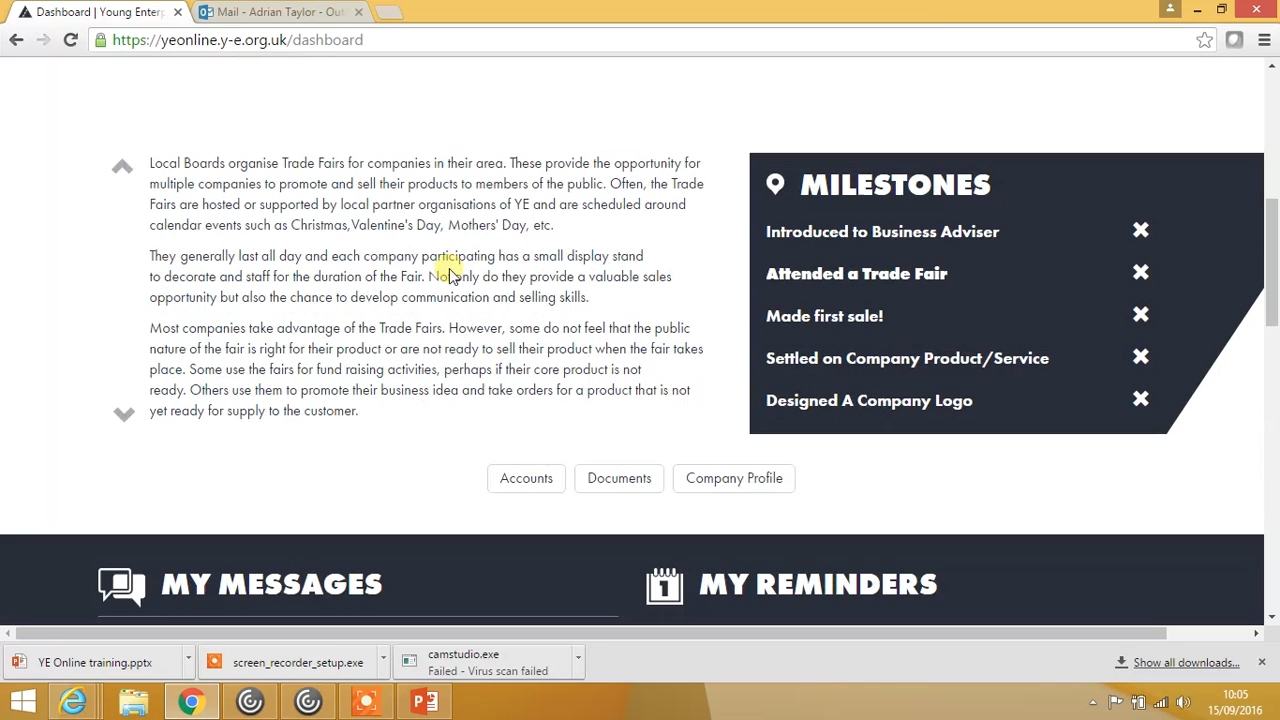 Dashboard | Young Enterp
Mail - Adrian Taylor - Out
https://yeonline.y-e.org.uk/dashboard
Local Boards organise Trade Fairs for companies in their area. These provide the opportunity for
multiple companies to promote and sell their products to members of the public. Often, the Trade
Fairs are hosted or supported by local partner organisations of YE and are scheduled around
calendar events such as Christmas,Valentine's Day, Mothers' Day, etc.
They generally last all day and each company participating has a small display stand
to decorate and staff for the duration of the Fair. Not only do they provide a valuable sales
opportunity but also the chance to develop communication and selling skills.
Most companies take advantage of the Trade Fairs. However, some do not feel that the public
nature of the fair is right for their product or are not ready to sell their product when the fair takes
place. Some use the fairs for fund raising activities, perhaps if their core product is not
ready. Others use them to promote their business idea and take orders for a product that is not
yet ready for supply to the customer.
MILESTONES
Introduced to Business Adviser
Attended a Trade Fair
Made first sale!
Settled on Company Product/Service
Designed A Company Logo
Accounts
Documents
Company Profile
MY MESSAGES
1
MY REMINDERS
YE Online training.pptx
screen_recorder_setup.exe
camstudio.exe
Failed - Virus scan failed
Show all downloads...
10:05
15/09/2016